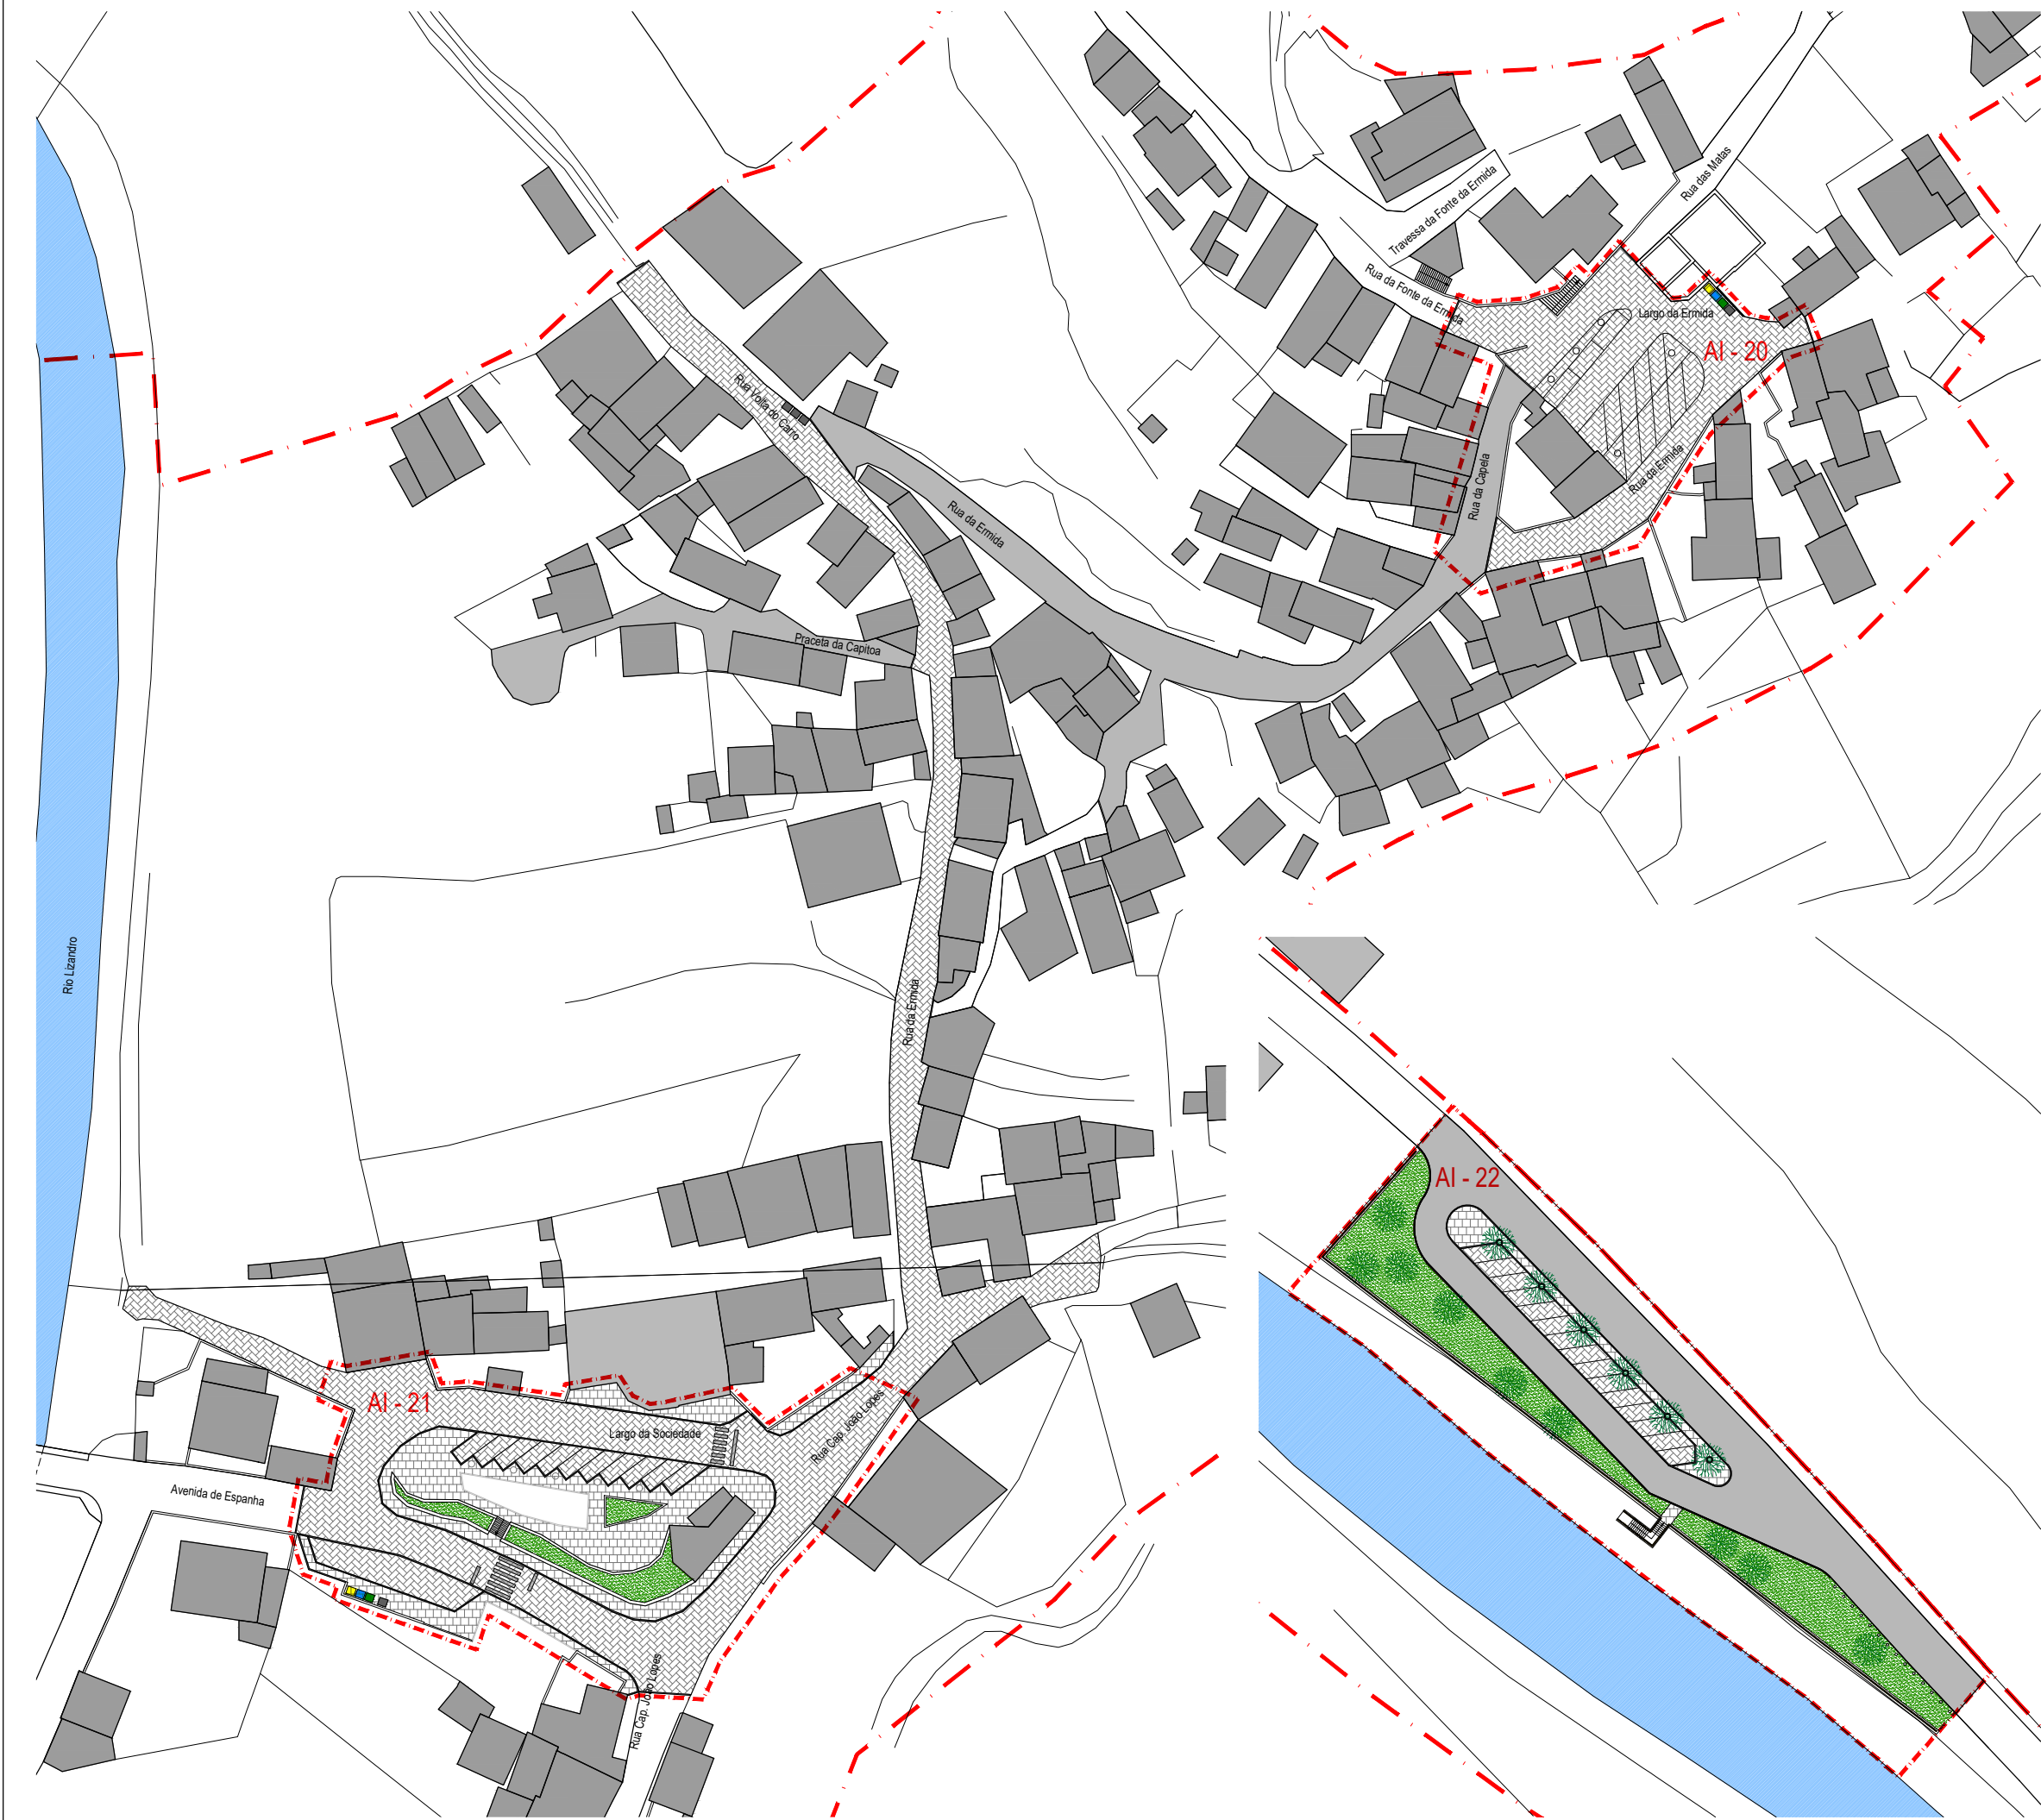 Rua das Matas
Travessa da Fonte da Ermida
Rua da Fonte da Ermida
Largo da Ermida
AI - 20
Rua Volta do Carro
Rua da Ermida
Rua da Capela
Rua da Ermida
Praceta da Capitoa
Rio Lizandro
Rua da Ermida
AI - 22
AI - 21
Largo da Sociedade
Rua Cap. João Lopes
Avenida de Espanha
Rua Cap. João Lopes